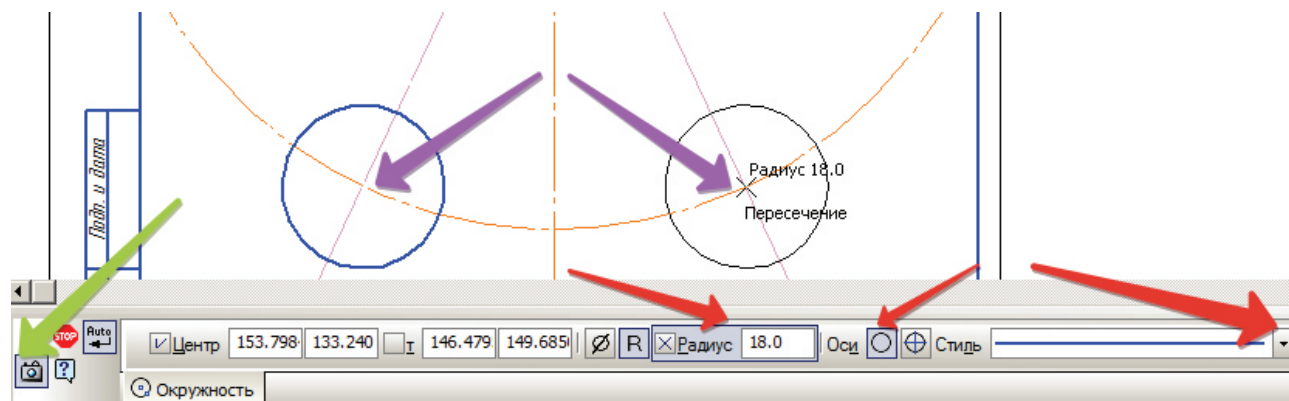 Подп. и дата
Радиус 18.0
Пересечение
STOP Auto Центр 153.798 133.240 т 146.479 149.685 Ø R Радиус 18.0 Оси Стиль
?
Окружность